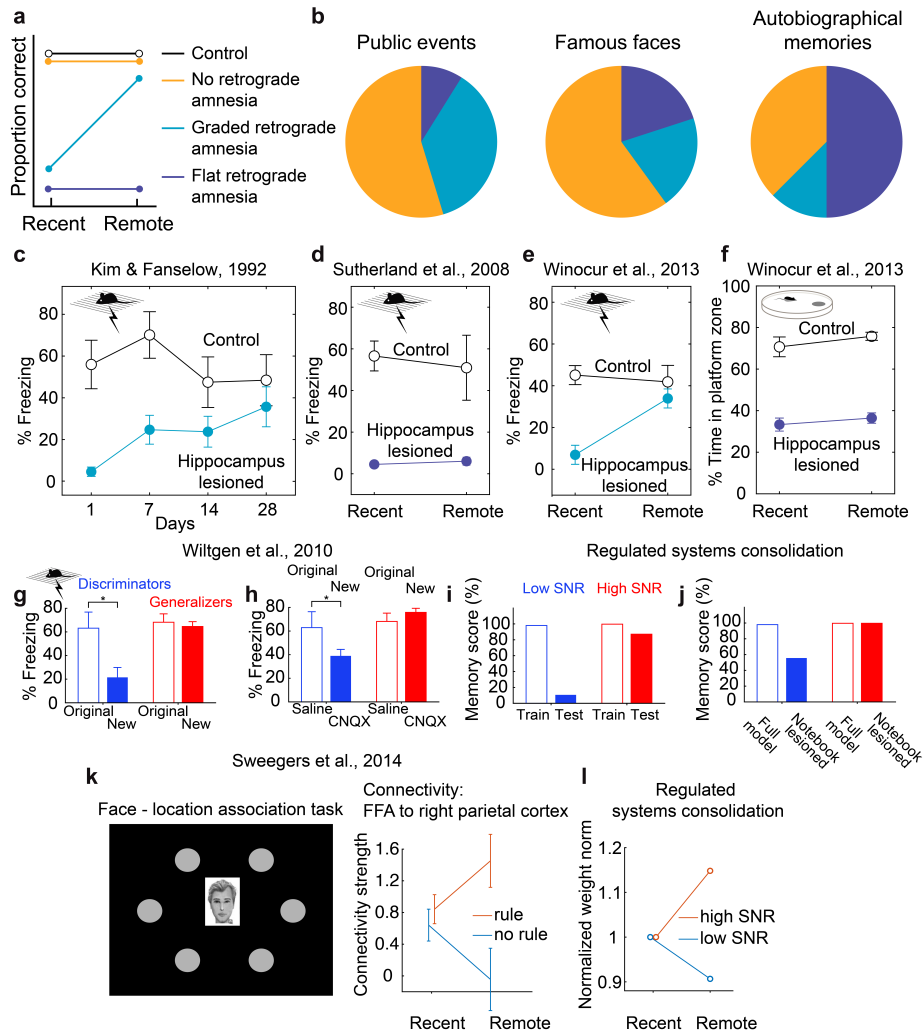 a
Proportion correct
Control
No retrograde
amnesia
Graded retrograde
amnesia
Flat retrograde
amnesia
Recent
Remote
b
Public events
Famous faces
Autobiographical
memories
c
Kim & Fanselow, 1992
% Freezing
80
60
40
20
0
Control
Hippocampus
lesioned
1
7
14
28
Days
d
Sutherland et al., 2008
% Freezing
80
60
40
20
0
Control
Hippocampus
lesioned
Recent
Remote
e
Winocur et al., 2013
% Freezing
80
60
40
20
0
Control
Hippocampus
lesioned
Recent
Remote
f
Winocur et al., 2013
% Time in platform zone
100
80
60
40
20
0
Control
Hippocampus
lesioned
Recent
Remote
Wiltgen et al., 2010
g
Discriminators
Generalizers
*
% Freezing
80
60
40
20
0
Original
New
Original
New
h
Original
New
Original
New
*
% Freezing
80
60
40
20
0
Saline
CNQX
Saline
CNQX
Regulated systems consolidation
i
Low SNR
High SNR
Memory score (%)
100
80
60
40
20
Train
Test
Train
Test
j
Memory score (%)
100
80
60
40
20
Full
model
Notebook
lesioned
Full
model
Notebook
lesioned
Sweegers et al., 2014
k
Face - location association task
Connectivity:
FFA to right parietal cortex
Connectivity strength
1.6
1.2
0.8
0.4
0
rule
no rule
Recent
Remote
l
Regulated
systems consolidation
Normalized weight norm
1.2
1.1
1
0.9
high SNR
low SNR
Recent
Remote